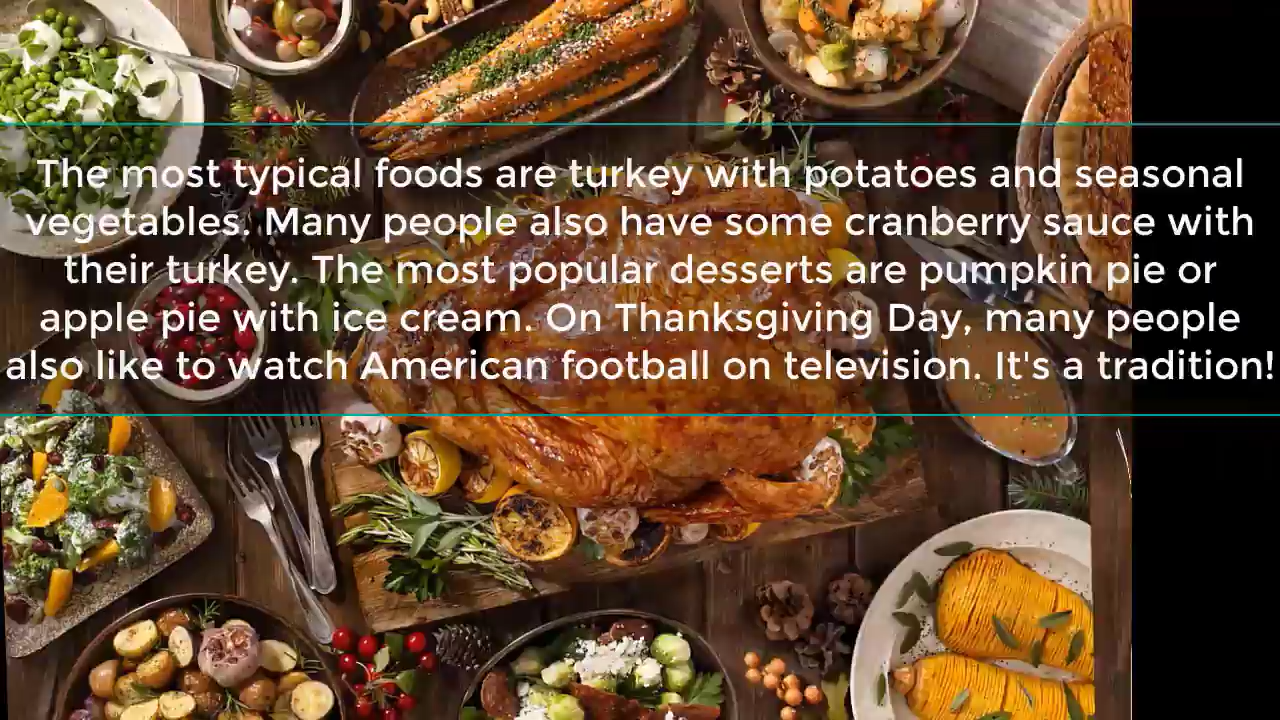 The most typical foods are turkey with potatoes and seasonal
vegetables. Many people also have some cranberry sauce with
their turkey. The most popular desserts are pumpkin pie or
apple pie with ice cream. On Thanksgiving Day, many people
also like to watch American football on television. It's a tradition!